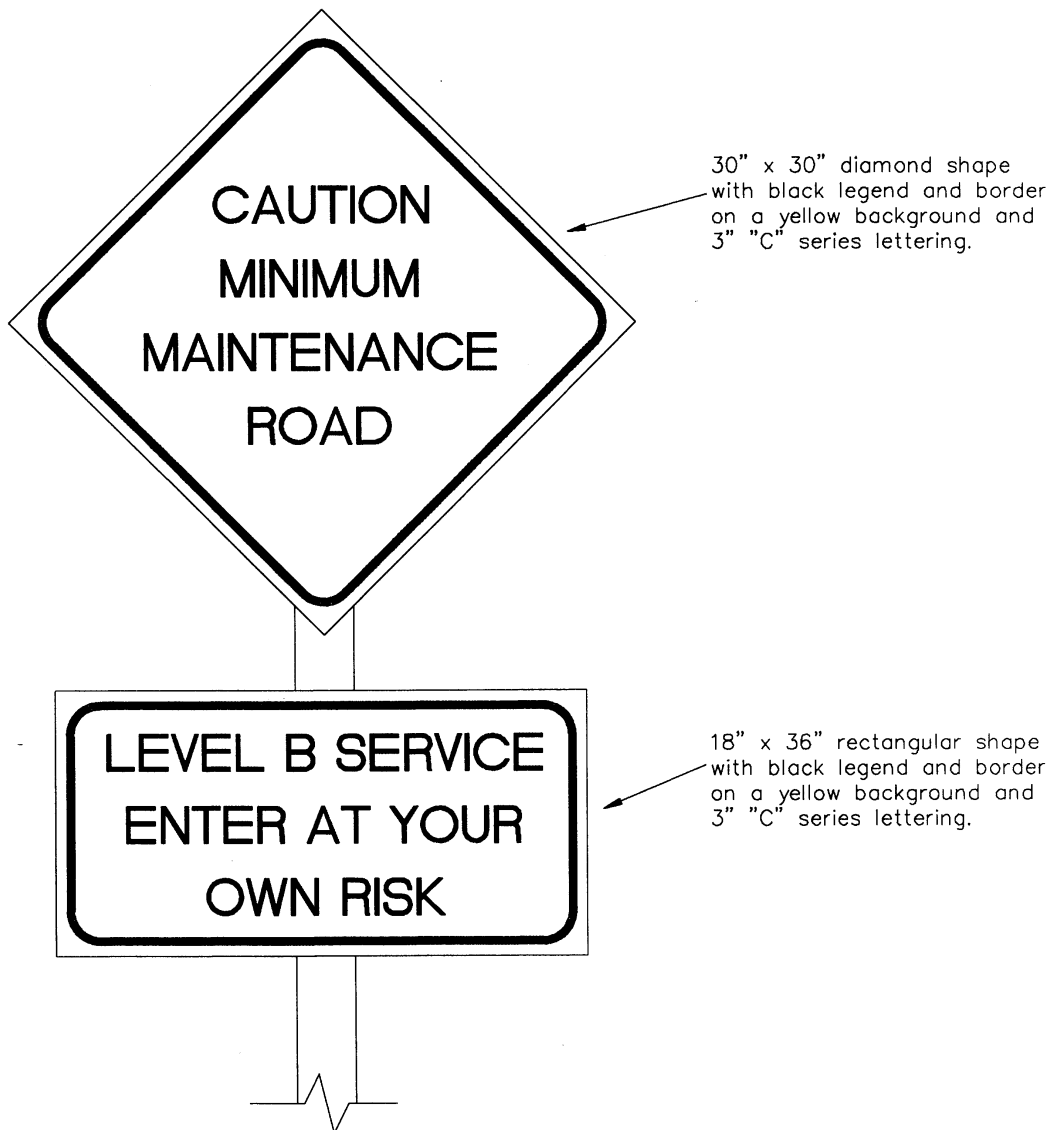 CAUTION
MINIMUM
MAINTENANCE
ROAD
30" x 30" diamond shape
with black legend and border
on a yellow background and
3" "C" series lettering.
LEVEL B SERVICE
ENTER AT YOUR
OWN RISK
18" x 36" rectangular shape
with black legend and border
on a yellow background and
3" "C" series lettering.